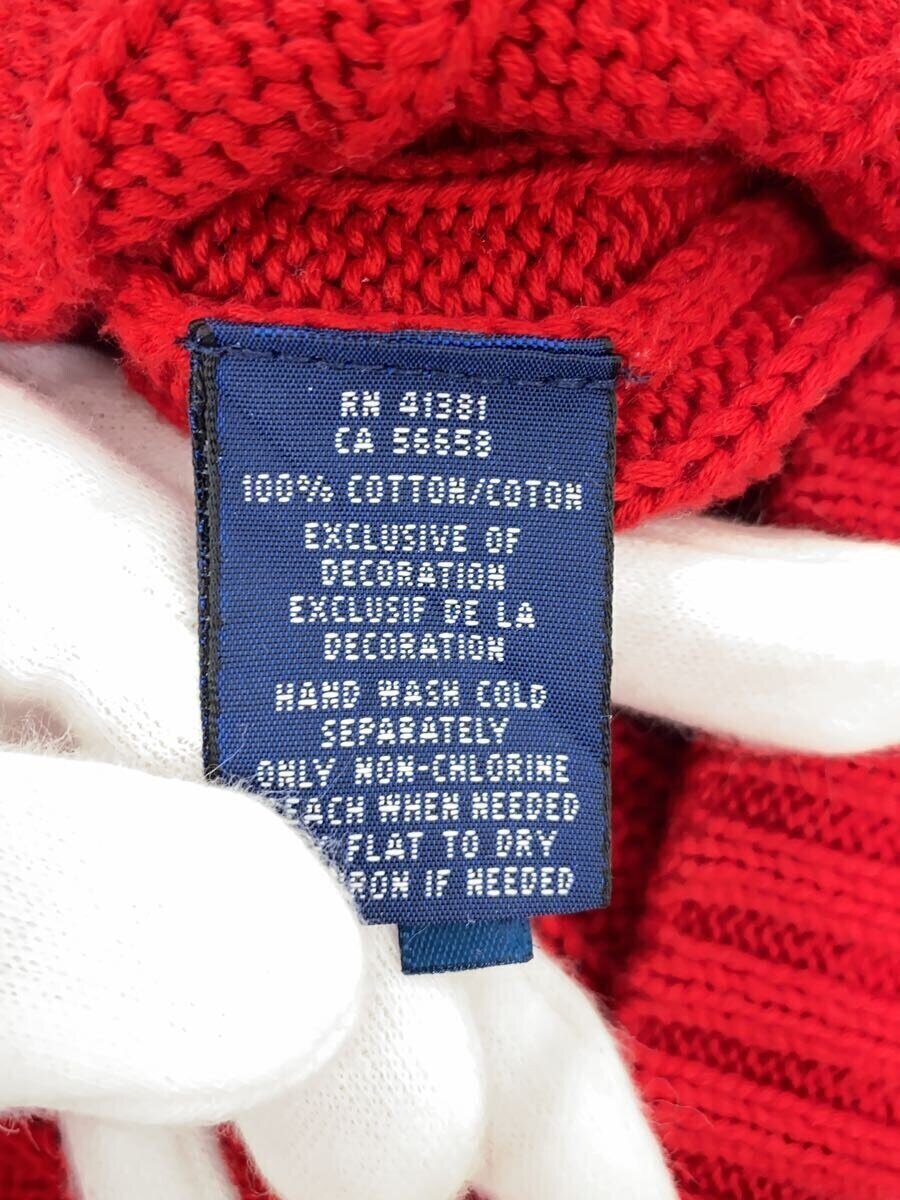 RN 41381
CA 56658
100% COTTON/COTON
EXCLUSIVE OF
DECORATION
EXCLUSIF DE LA
DECORATION
HAND WASH COLD
SEPARATELY
ONLY NON-CHLORINE
WHEN NEEDED
FLAT TO DRY
IF NEEDED